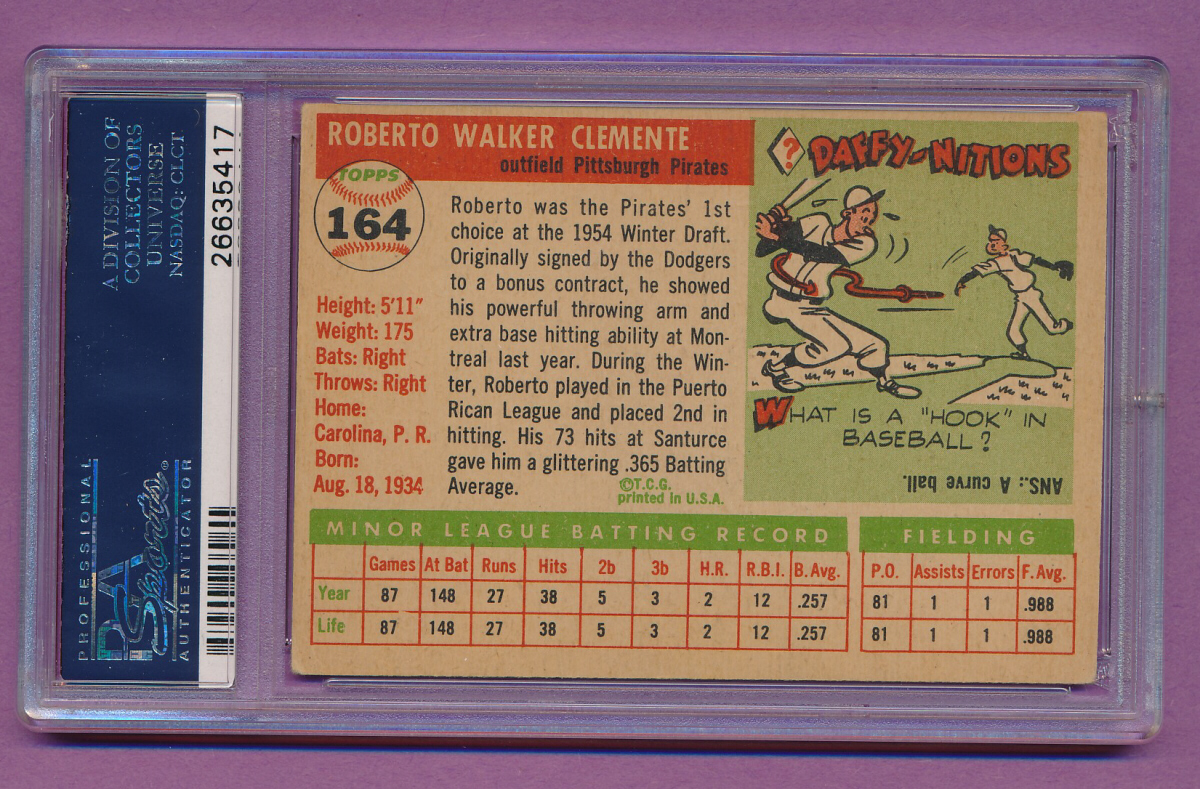 A DIVISION OF
COLLECTORS
UNIVERSE
NASDAQ: CLCT
26635417
PROFESSIONAL
PSA
Sports®
AUTHENTICATOR
ROBERTO WALKER CLEMENTE
outfield Pittsburgh Pirates
TOPPS
164
Height: 5'11"
Weight: 175
Bats: Right
Throws: Right
Home:
Carolina, P. R.
Born:
Aug. 18, 1934
Roberto was the Pirates' 1st
choice at the 1954 Winter Draft.
Originally signed by the Dodgers
to a bonus contract, he showed
his powerful throwing arm and
extra base hitting ability at Mon-
treal last year. During the Win-
ter, Roberto played in the Puerto
Rican League and placed 2nd in
hitting. His 73 hits at Santurce
gave him a glittering .365 Batting
Average.
©T.C.G.
printed in U.S.A.
?
DAFFY-NITIONS
WHAT IS A "HOOK" IN
BASEBALL?
ANS.: A curve ball.
MINOR LEAGUE BATTING RECORD
Games At Bat Runs Hits 2b 3b H.R. R.B.I. B.Avg.
Year 87 148 27 38 5 3 2 12 .257
Life 87 148 27 38 5 3 2 12 .257
FIELDING
P.O. Assists Errors F.Avg.
81 1 1 .988
81 1 1 .988